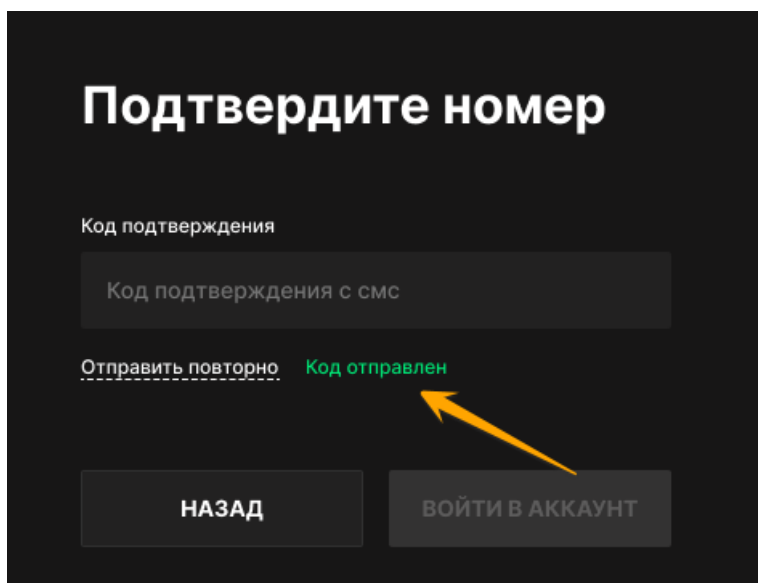 Подтвердите номер
Код подтверждения
Код подтверждения с смс
Отправить повторно Код отправлен
НАЗАД ВОЙТИ В АККАУНТ